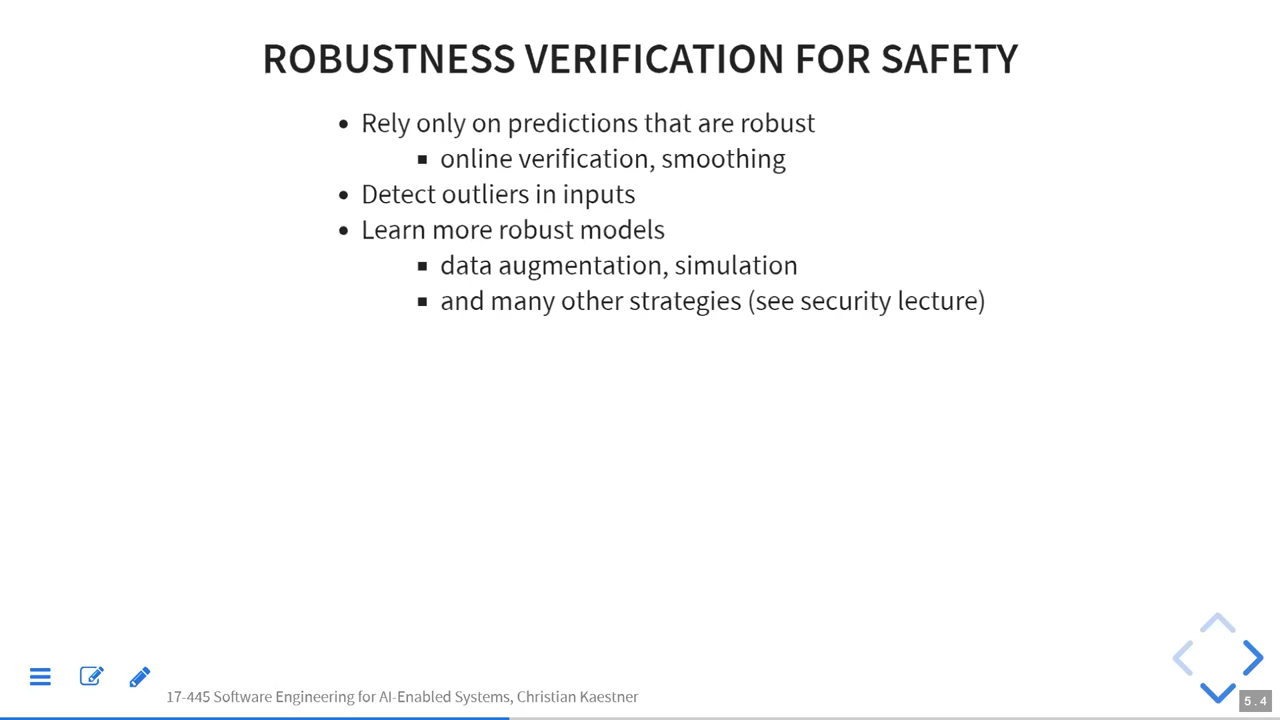 ROBUSTNESS VERIFICATION FOR SAFETY
• Rely only on predictions that are robust
▪ online verification, smoothing
• Detect outliers in inputs
• Learn more robust models
▪ data augmentation, simulation
▪ and many other strategies (see security lecture)
17-445 Software Engineering for AI-Enabled Systems, Christian Kaestner
5.4